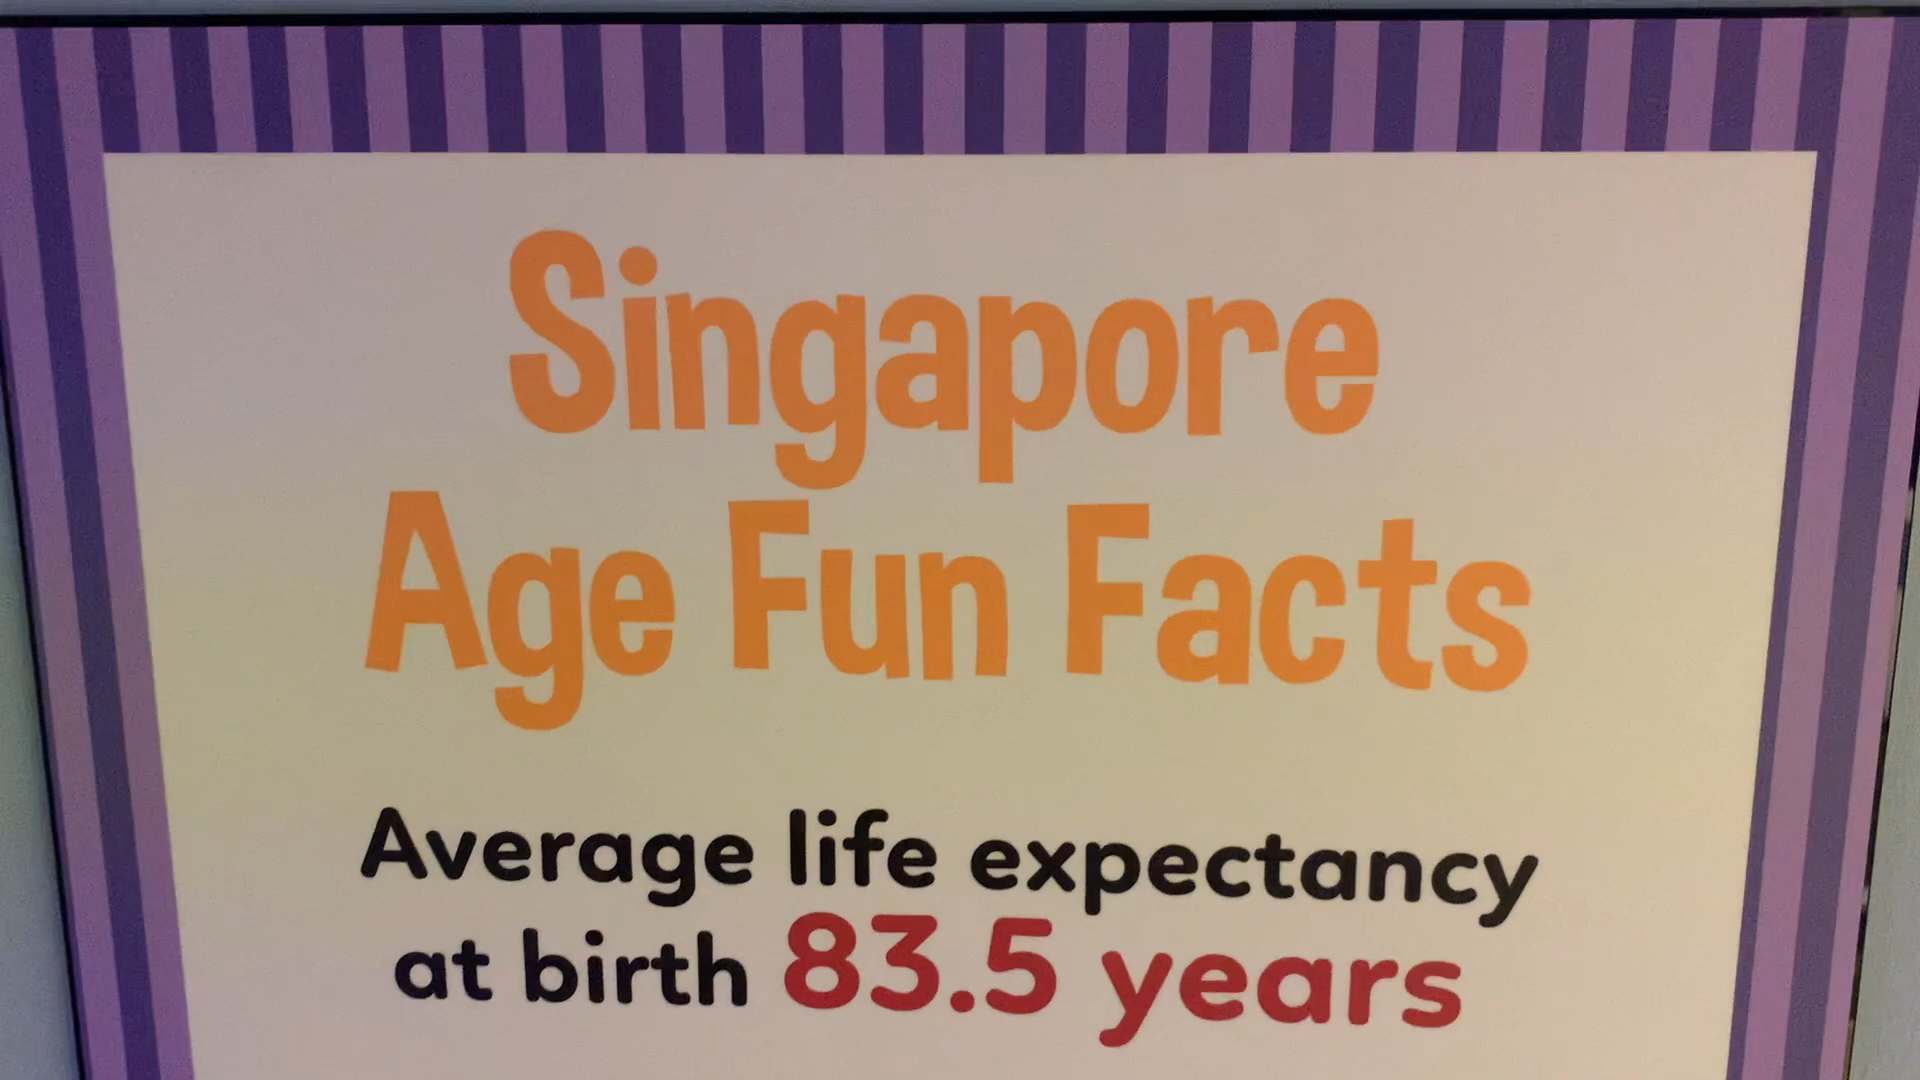 Singapore
Age Fun Facts
Average life expectancy
at birth 83.5 years